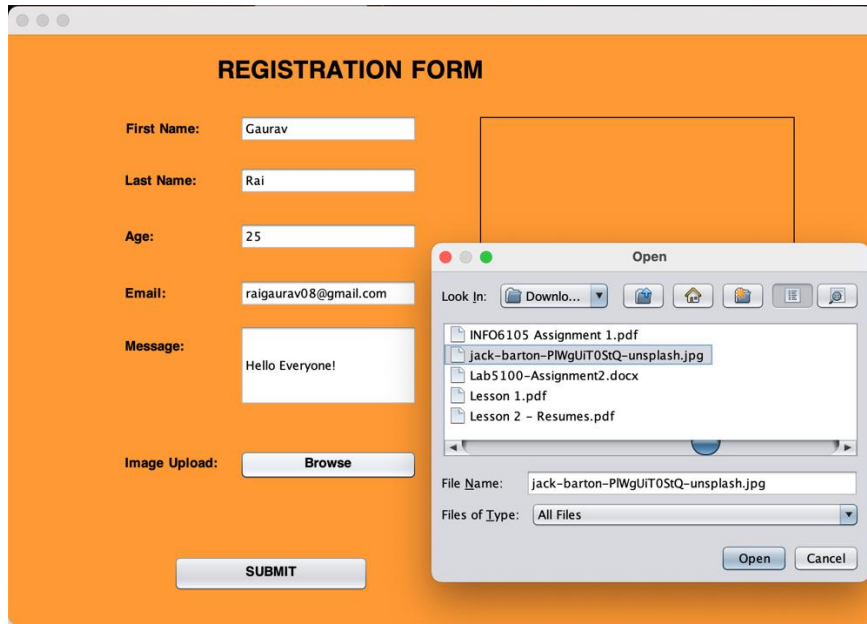 REGISTRATION FORM
First Name: Gaurav
Last Name: Rai
Age: 25
Email: raigaurav08@gmail.com
Message: Hello Everyone!
Image Upload: Browse
SUBMIT
Open
Look In: Downlo...
INFO6105 Assignment 1.pdf
jack-barton-PlWgUiT0StQ-unsplash.jpg
Lab5100-Assignment2.docx
Lesson 1.pdf
Lesson 2 - Resumes.pdf
File Name: jack-barton-PlWgUiT0StQ-unsplash.jpg
Files of Type: All Files
Open Cancel